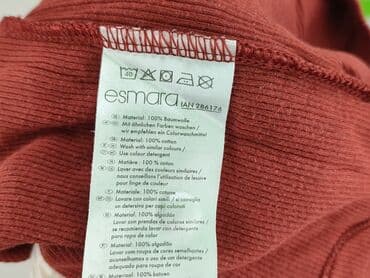 40
esmara IAN 286176
Material: 100% Baumwolle
Mit ähnlichen Farben waschen /
wir empfehlen ein Colorwaschmittel
Material: 100% cotton
Wash with similar colours /
Use colour detergent
Matière : 100 % coton
Laver avec des couleurs similaires /
nous conseillons l'utilisation de lessive
pour linge de couleur
Materiale: 100% cotone
Lavare con colori simili / si consiglia
un detersivo per capi colorati
Material: 100% algodón
Lavar con prendas de colores similares /
se recomienda lavar con detergente
para ropa de color
Material: 100% algodão
Lavar com roupa de cores semelhantes /
aconselhamos o uso de um detergente
adequado para roupa de cor
Material: 100% katoen